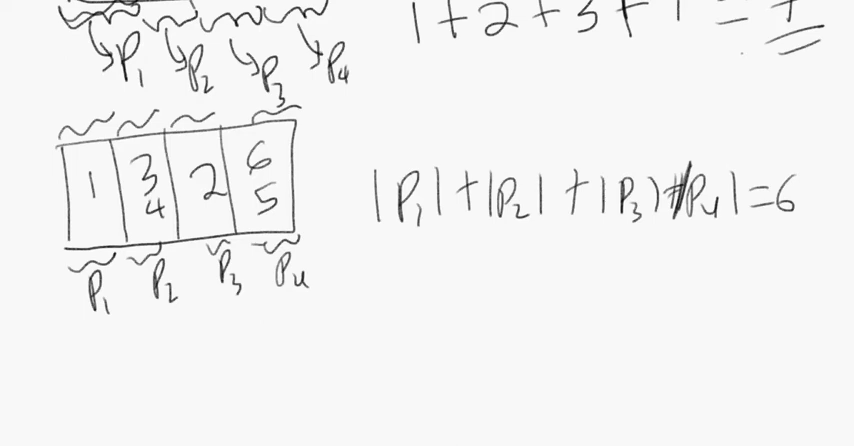 1 + 2 + 3 + 1 = 7
P1 P2 P3 P4
1 3 2 6
4 5
|P1| + |P2| + |P3| + |P4| = 6
P1 P2 P3 P4